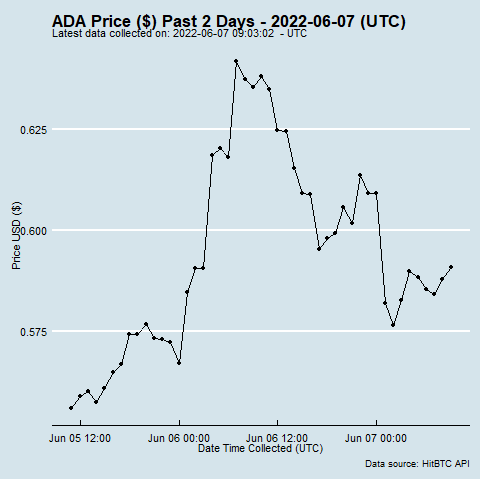 ADA Price ($) Past 2 Days - 2022-06-07 (UTC)
Latest data collected on: 2022-06-07 09:03:02  - UTC
Price USD ($)
0.625
0.600
0.575
Jun 05 12:00
Jun 06 00:00
Jun 06 12:00
Jun 07 00:00
Date Time Collected (UTC)
Data source: HitBTC API